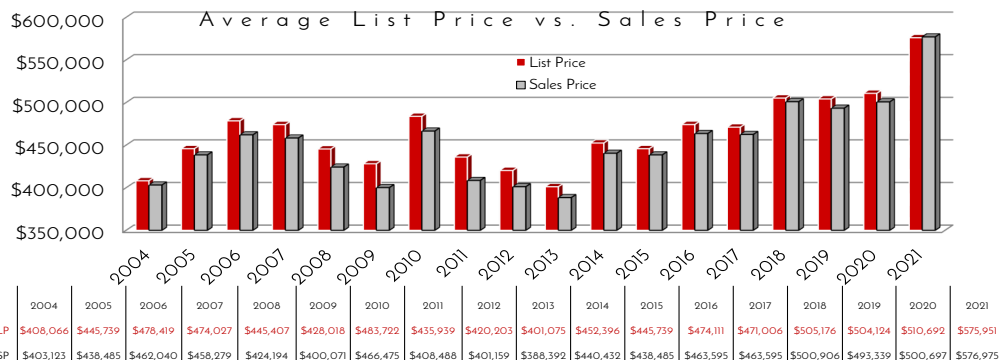 Average List Price vs. Sales Price
$600,000
$550,000
$500,000
$450,000
$400,000
$350,000
List Price
Sales Price
2004 2005 2006 2007 2008 2009 2010 2011 2012 2013 2014 2015 2016 2017 2018 2019 2020 2021
2004 2005 2006 2007 2008 2009 2010 2011 2012 2013 2014 2015 2016 2017 2018 2019 2020 2021
LP $408,066 $445,739 $478,419 $474,027 $445,407 $428,018 $483,722 $435,939 $420,203 $401,075 $452,396 $445,739 $474,111 $471,006 $505,176 $504,124 $510,692 $575,951
SP $403,123 $438,485 $462,040 $458,279 $424,194 $400,071 $466,475 $408,488 $401,159 $388,392 $440,432 $438,485 $463,595 $463,595 $500,906 $493,339 $500,697 $576,975